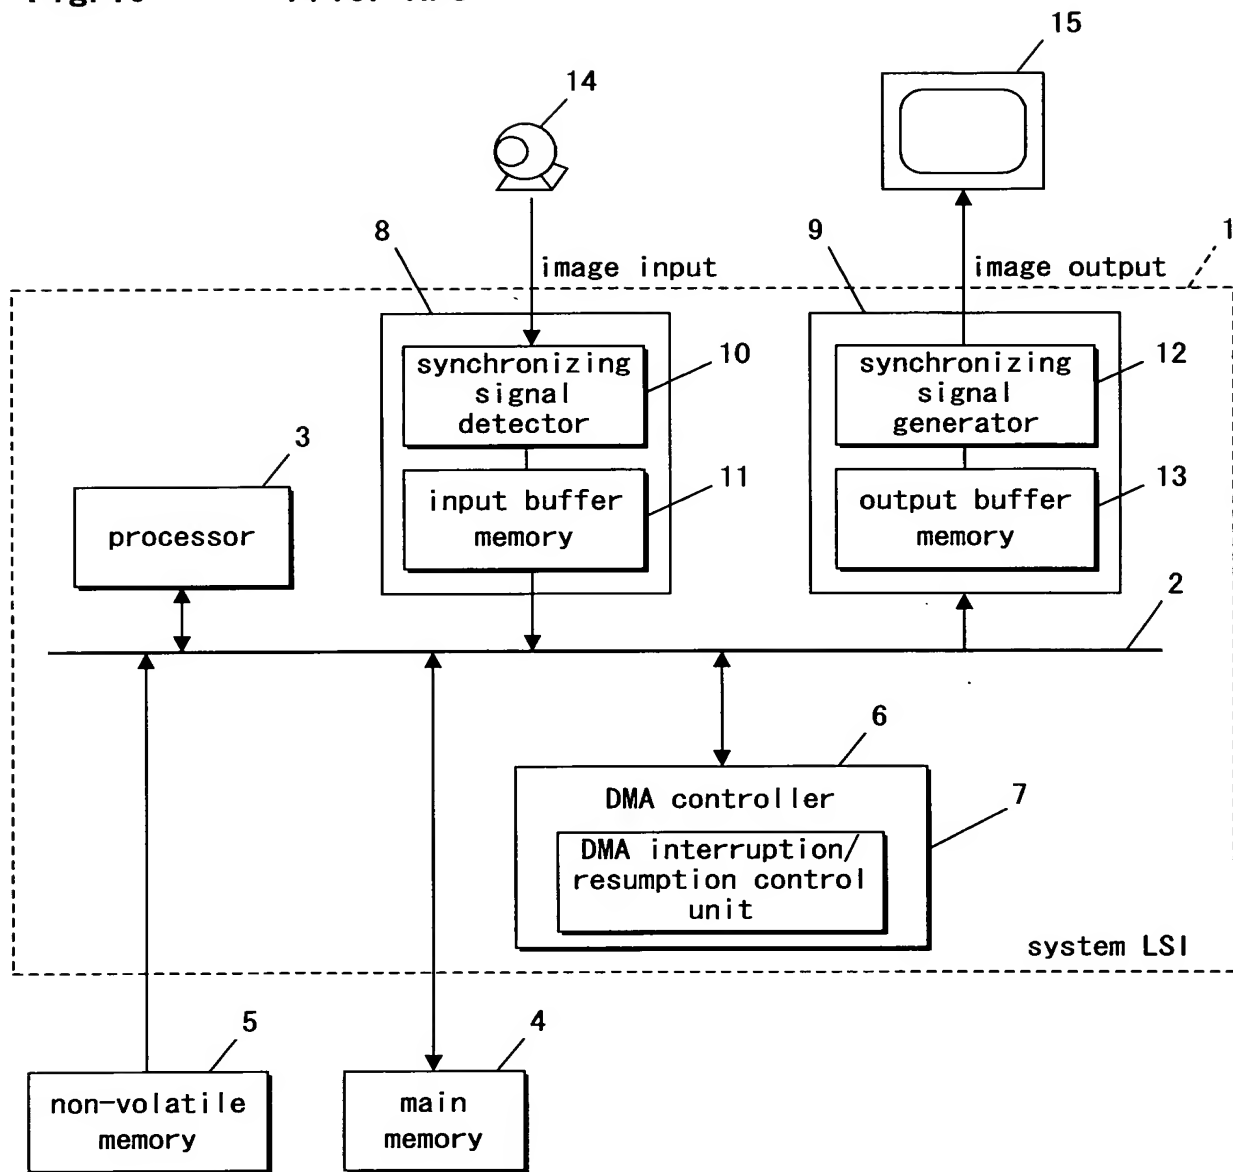 15
14
8
9
1
image input
image output
synchronizing
signal
detector
10
synchronizing
signal
generator
12
3
processor
input buffer
memory
11
output buffer
memory
13
2
6
DMA controller
7
DMA interruption/
resumption control
unit
system LSI
5
4
non-volatile
memory
main
memory